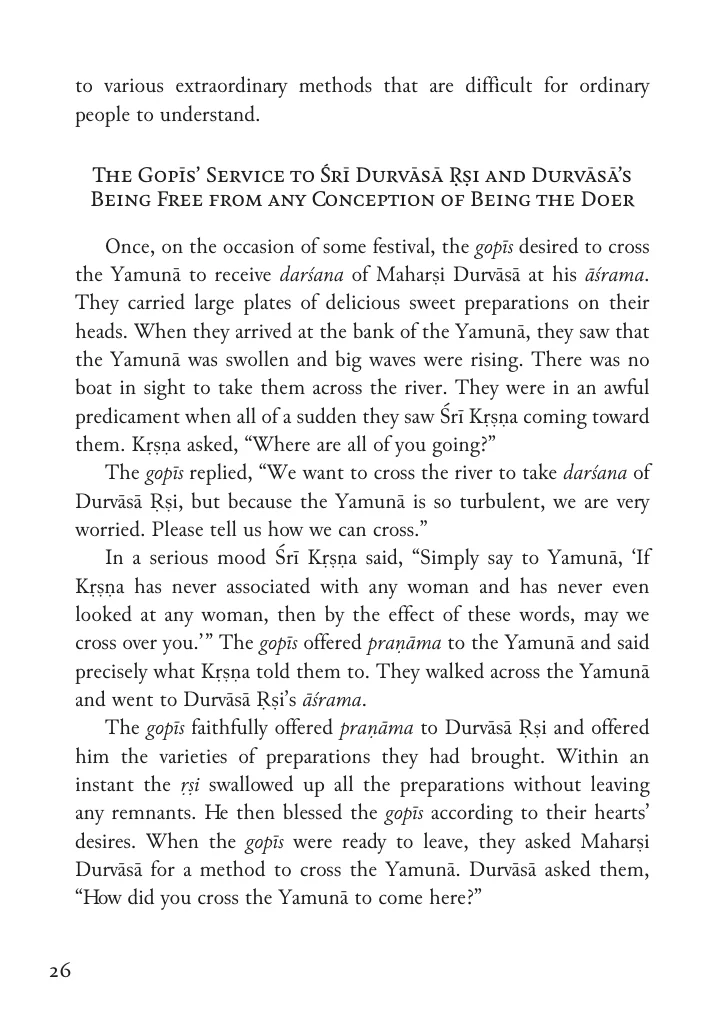 to various extraordinary methods that are difficult for ordinary
people to understand.
The Gopīs’ Service to Śrī Durvāsā Ṛṣi and Durvāsā’s
Being Free from any Conception of Being the Doer
Once, on the occasion of some festival, the gopīs desired to cross
the Yamunā to receive darśana of Maharṣi Durvāsā at his āśrama.
They carried large plates of delicious sweet preparations on their
heads. When they arrived at the bank of the Yamunā, they saw that
the Yamunā was swollen and big waves were rising. There was no
boat in sight to take them across the river. They were in an awful
predicament when all of a sudden they saw Śrī Kṛṣṇa coming toward
them. Kṛṣṇa asked, “Where are all of you going?”
The gopīs replied, “We want to cross the river to take darśana of
Durvāsā Ṛṣi, but because the Yamunā is so turbulent, we are very
worried. Please tell us how we can cross.”
In a serious mood Śrī Kṛṣṇa said, “Simply say to Yamunā, ‘If
Kṛṣṇa has never associated with any woman and has never even
looked at any woman, then by the effect of these words, may we
cross over you.’” The gopīs offered praṇāma to the Yamunā and said
precisely what Kṛṣṇa told them to. They walked across the Yamunā
and went to Durvāsā Ṛṣi’s āśrama.
The gopīs faithfully offered praṇāma to Durvāsā Ṛṣi and offered
him the varieties of preparations they had brought. Within an
instant the ṛṣi swallowed up all the preparations without leaving
any remnants. He then blessed the gopīs according to their hearts’
desires. When the gopīs were ready to leave, they asked Maharṣi
Durvāsā for a method to cross the Yamunā. Durvāsā asked them,
“How did you cross the Yamunā to come here?”
26